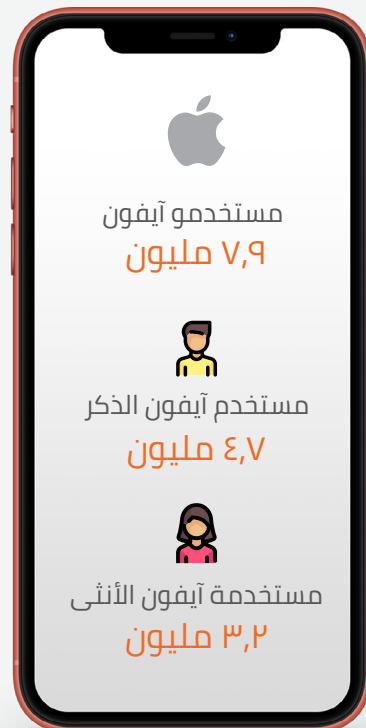 مستخدمو آيفون
٧,٩ مليون
مستخدم آيفون الذكر
٤,٧ مليون
مستخدمة آيفون الأنثى
٣,٢ مليون